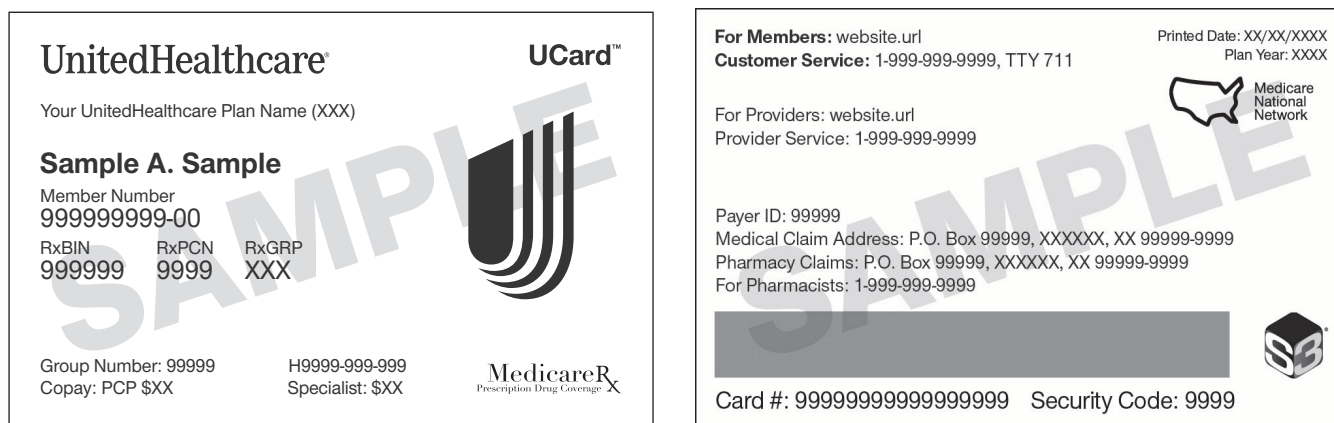 UnitedHealthcare®
UCard™
Your UnitedHealthcare Plan Name (XXX)
Sample A. Sample
Member Number
999999999-00
RxBIN RxPCN RxGRP
999999 9999 XXX
Group Number: 99999 H9999-999-999
Copay: PCP $XX Specialist: $XX
MedicareRx
Prescription Drug Coverage
SAMPLE
For Members: website.url
Customer Service: 1-999-999-9999, TTY 711
Printed Date: XX/XX/XXXX
Plan Year: XXXX
Medicare
National
Network
For Providers: website.url
Provider Service: 1-999-999-9999
Payer ID: 99999
Medical Claim Address: P.O. Box 99999, XXXXXX, XX 99999-9999
Pharmacy Claims: P.O. Box 99999, XXXXXX, XX 99999-9999
For Pharmacists: 1-999-999-9999
S3®
Card #: 99999999999999999 Security Code: 9999
SAMPLE